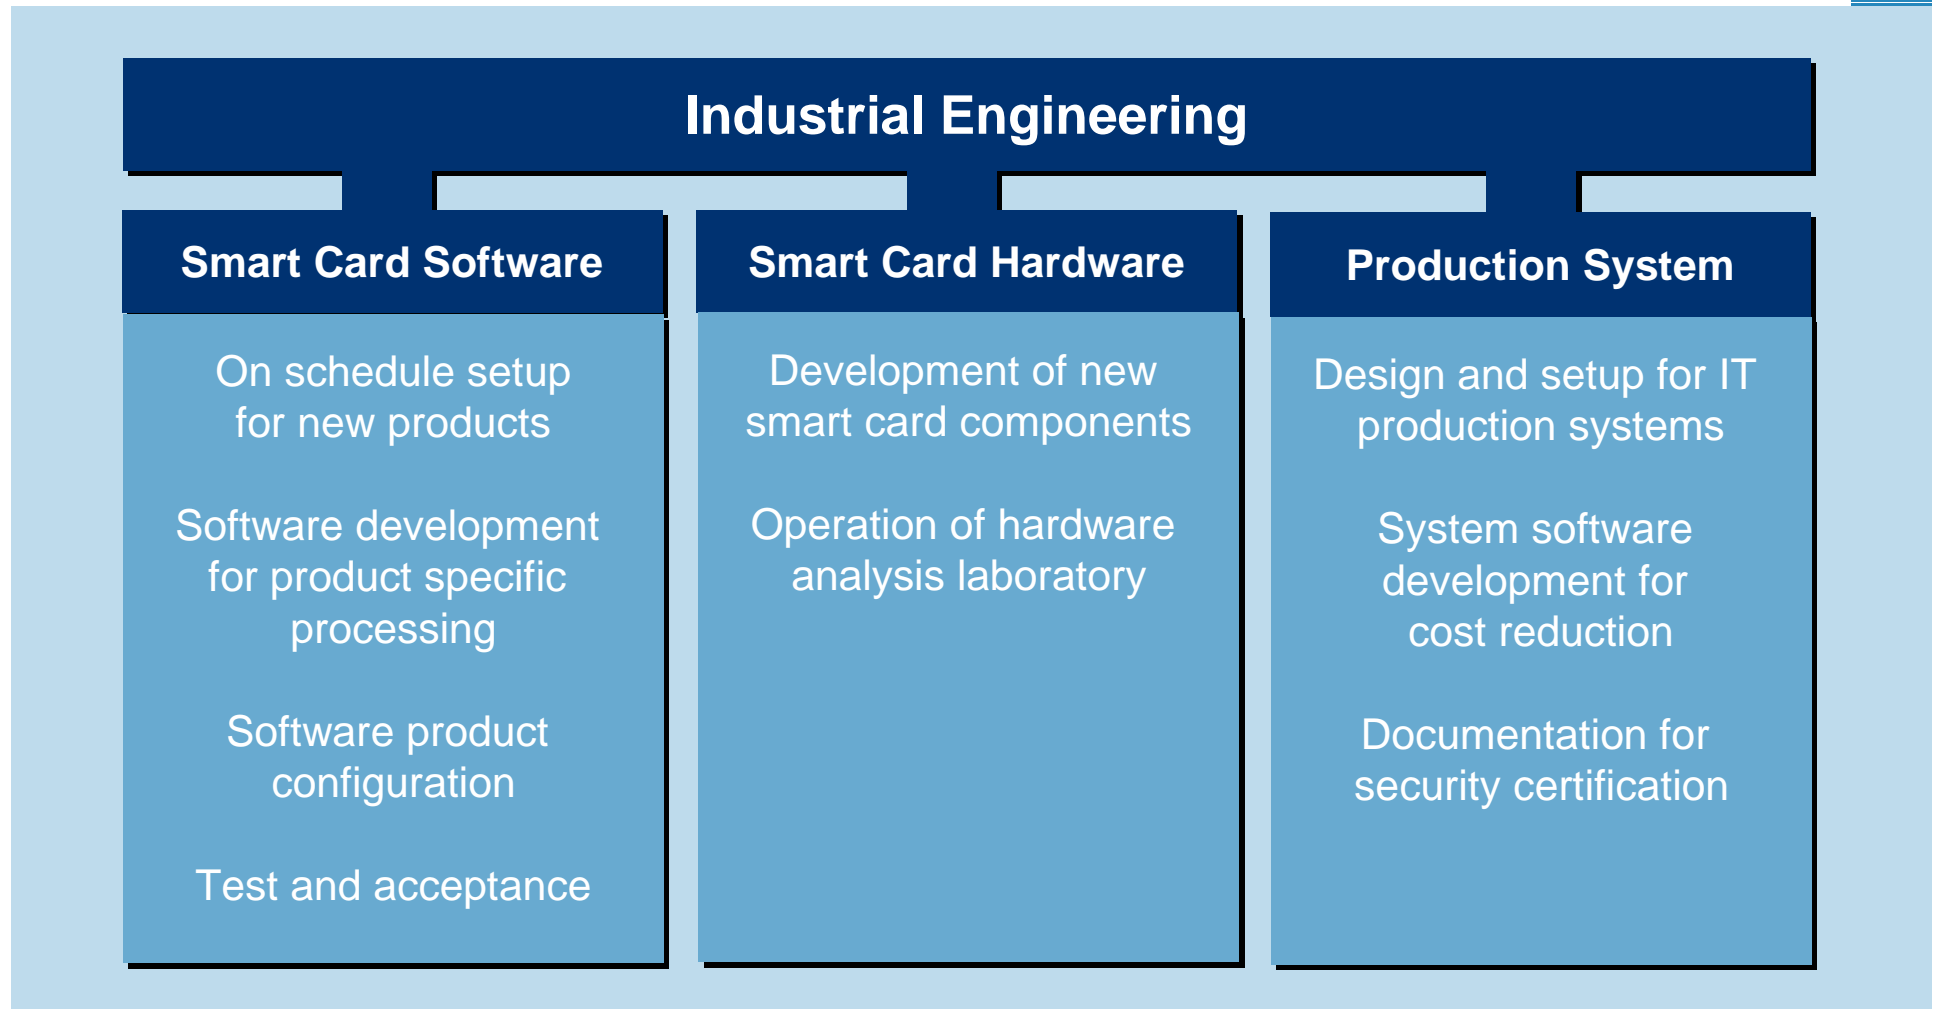 Industrial Engineering
Smart Card Software
On schedule setup
for new products
Software development
for product specific
processing
Software product
configuration
Test and acceptance
Smart Card Hardware
Development of new
smart card components
Operation of hardware
analysis laboratory
Production System
Design and setup for IT
production systems
System software
development for
cost reduction
Documentation for
security certification